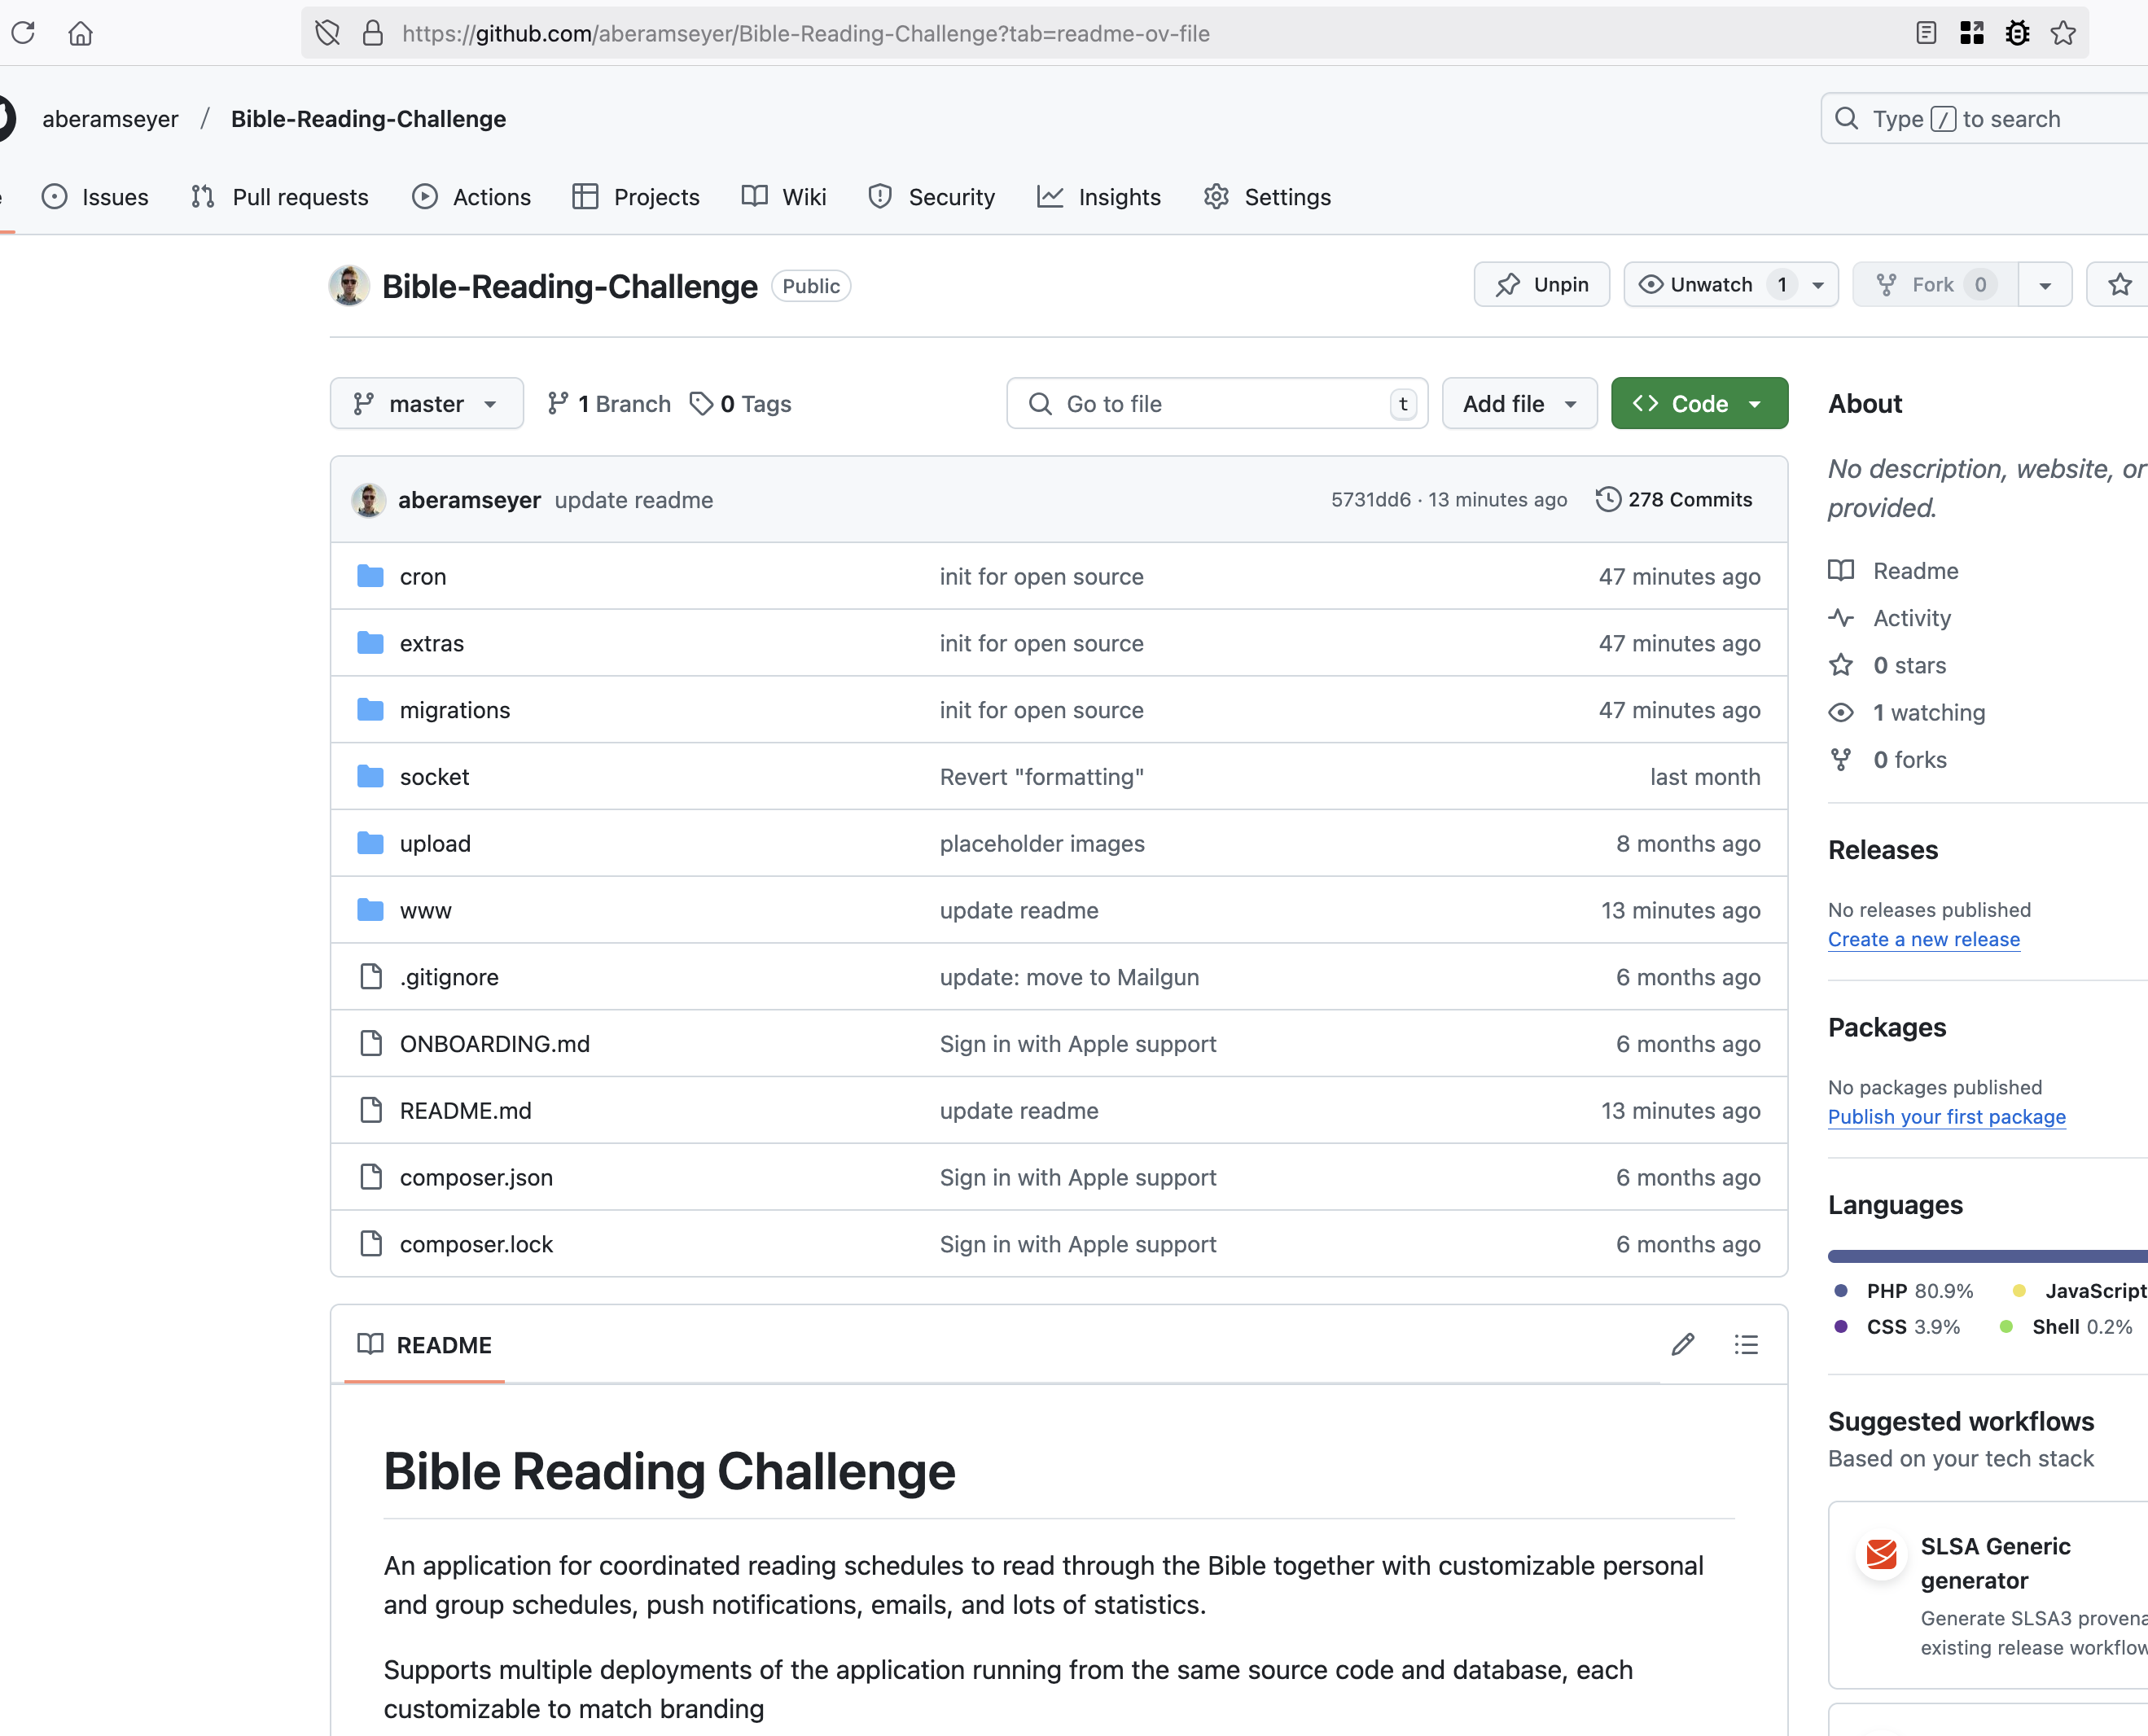 https://github.com/aberamseyer/Bible-Reading-Challenge?tab=readme-ov-file
aberamseyer / Bible-Reading-Challenge
Type / to search
Issues
Pull requests
Actions
Projects
Wiki
Security
Insights
Settings
Bible-Reading-Challenge Public
Unpin
Unwatch 1
Fork 0
master
1 Branch
0 Tags
Go to file t
Add file
Code
aberamseyer update readme 5731dd6 · 13 minutes ago 278 Commits
cron init for open source 47 minutes ago
extras init for open source 47 minutes ago
migrations init for open source 47 minutes ago
socket Revert "formatting" last month
upload placeholder images 8 months ago
www update readme 13 minutes ago
.gitignore update: move to Mailgun 6 months ago
ONBOARDING.md Sign in with Apple support 6 months ago
README.md update readme 13 minutes ago
composer.json Sign in with Apple support 6 months ago
composer.lock Sign in with Apple support 6 months ago
README
Bible Reading Challenge
An application for coordinated reading schedules to read through the Bible together with customizable personal
and group schedules, push notifications, emails, and lots of statistics.
Supports multiple deployments of the application running from the same source code and database, each
customizable to match branding
About
No description, website, or
provided.
Readme
Activity
0 stars
1 watching
0 forks
Releases
No releases published
Create a new release
Packages
No packages published
Publish your first package
Languages
PHP 80.9% JavaScript
CSS 3.9% Shell 0.2%
Suggested workflows
Based on your tech stack
SLSA Generic
generator
Generate SLSA3
existing release